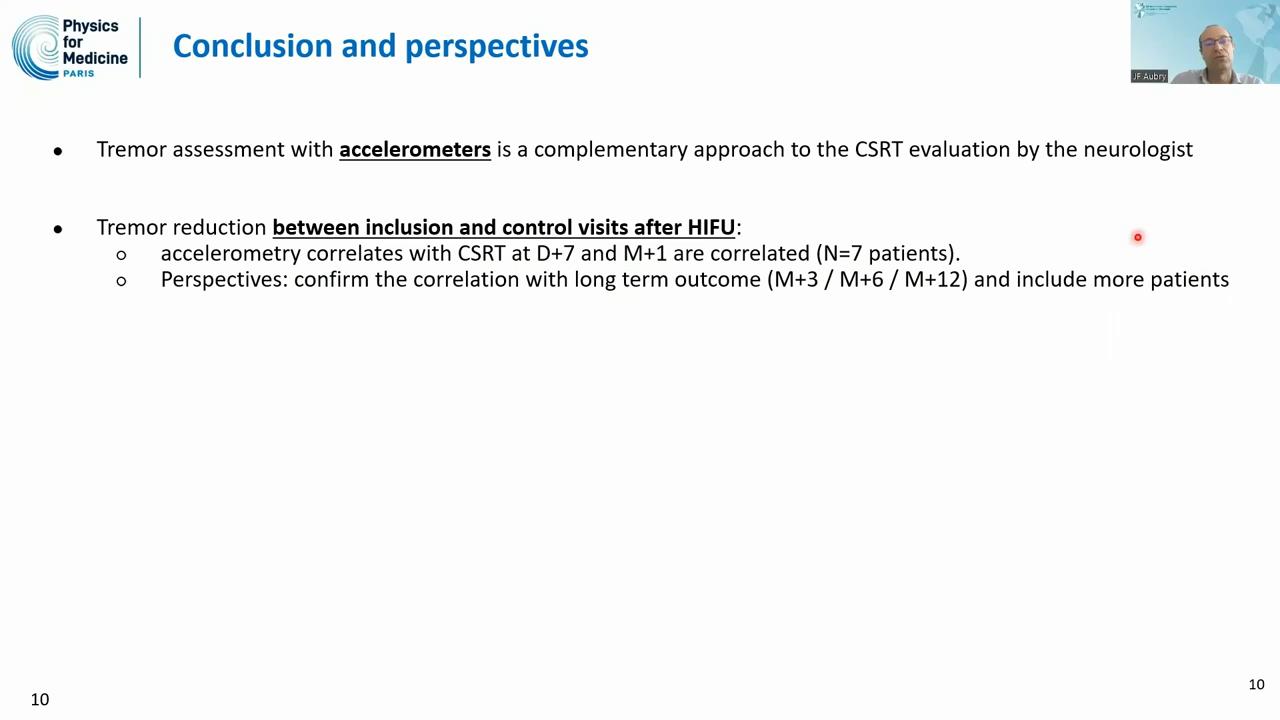 Physics
for
Medicine
PARIS
Conclusion and perspectives
JF Aubry
● Tremor assessment with accelerometers is a complementary approach to the CSRT evaluation by the neurologist
● Tremor reduction between inclusion and control visits after HIFU:
○ accelerometry correlates with CSRT at D+7 and M+1 are correlated (N=7 patients).
○ Perspectives: confirm the correlation with long term outcome (M+3 / M+6 / M+12) and include more patients
10
10